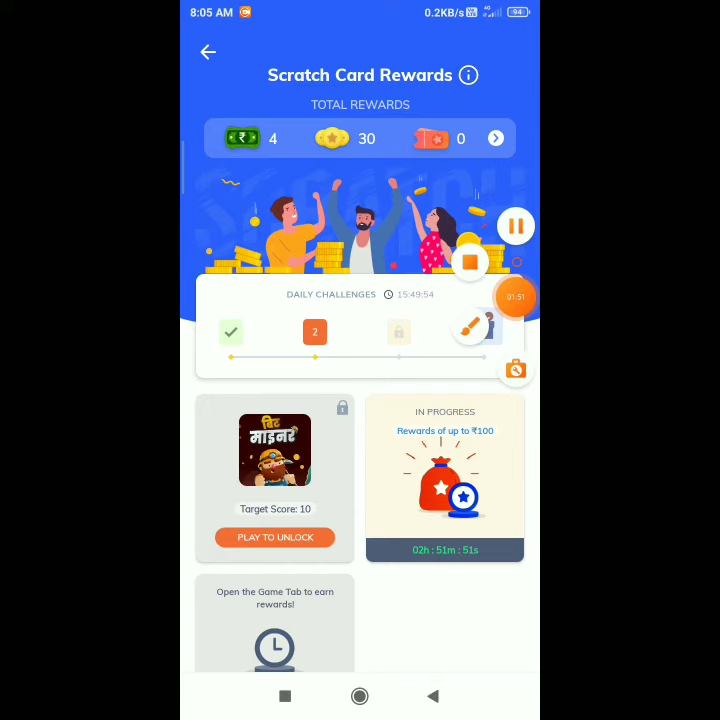 8:05 AM 0.2KB/s 4G 94
Scratch Card Rewards
TOTAL REWARDS
₹ 4 30 0
01:51
DAILY CHALLENGES 15:49:54
2
बिट
माइनर
Target Score: 10
PLAY TO UNLOCK
IN PROGRESS
Rewards of up to ₹100
02h : 51m : 51s
Open the Game Tab to earn
rewards!